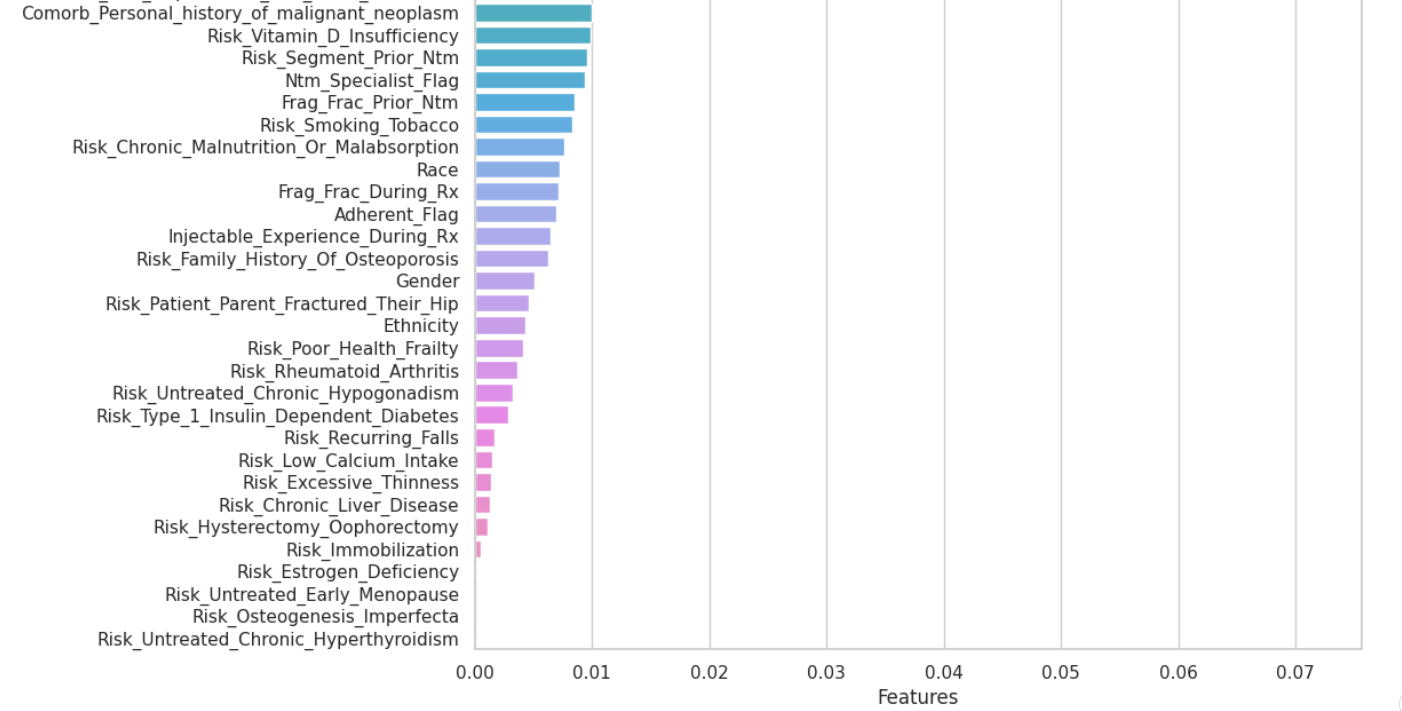 Comorb_Personal_history_of_malignant_neoplasm
Risk_Vitamin_D_Insufficiency
Risk_Segment_Prior_Ntm
Ntm_Specialist_Flag
Frag_Frac_Prior_Ntm
Risk_Smoking_Tobacco
Risk_Chronic_Malnutrition_Or_Malabsorption
Race
Frag_Frac_During_Rx
Adherent_Flag
Injectable_Experience_During_Rx
Risk_Family_History_Of_Osteoporosis
Gender
Risk_Patient_Parent_Fractured_Their_Hip
Ethnicity
Risk_Poor_Health_Frailty
Risk_Rheumatoid_Arthritis
Risk_Untreated_Chronic_Hypogonadism
Risk_Type_1_Insulin_Dependent_Diabetes
Risk_Recurring_Falls
Risk_Low_Calcium_Intake
Risk_Excessive_Thinness
Risk_Chronic_Liver_Disease
Risk_Hysterectomy_Oophorectomy
Risk_Immobilization
Risk_Estrogen_Deficiency
Risk_Untreated_Early_Menopause
Risk_Osteogenesis_Imperfecta
Risk_Untreated_Chronic_Hyperthyroidism
0.00 0.01 0.02 0.03 0.04 0.05 0.06 0.07
Features